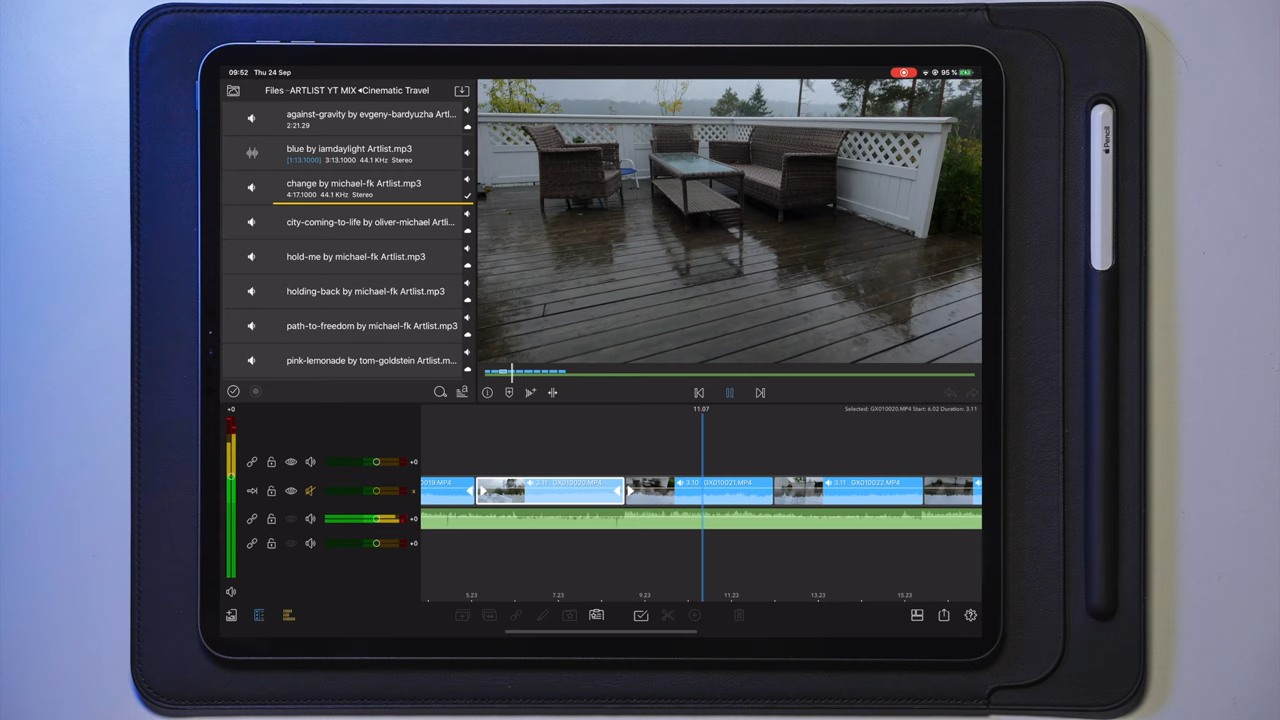 09:52 Thu 24 Sep
95 %
Files - ARTLIST YT MIX Cinematic Travel
against-gravity by evgeny-bardyuzha Artl...
2:21.29
blue by iamdaylight Artlist.mp3
[1:13.1000] 3:13.1000 44.1 KHz Stereo
change by michael-fk Artlist.mp3
4:17.1000 44.1 KHz Stereo
city-coming-to-life by oliver-michael Artli...
hold-me by michael-fk Artlist.mp3
holding-back by michael-fk Artlist.mp3
path-to-freedom by michael-fk Artlist.mp3
pink-lemonade by tom-goldstein Artlist.m...
+0
11.07
Selected: GX010020.MP4 Start: 6.02 Duration: 3.11
+0
0019.MP4
3.11 GX010020.MP4
3.10 GX010021.MP4
3.11 GX010022.MP4
x
+0
+0
5.23 7.23 9.23 11.23 13.23 15.23
Pencil